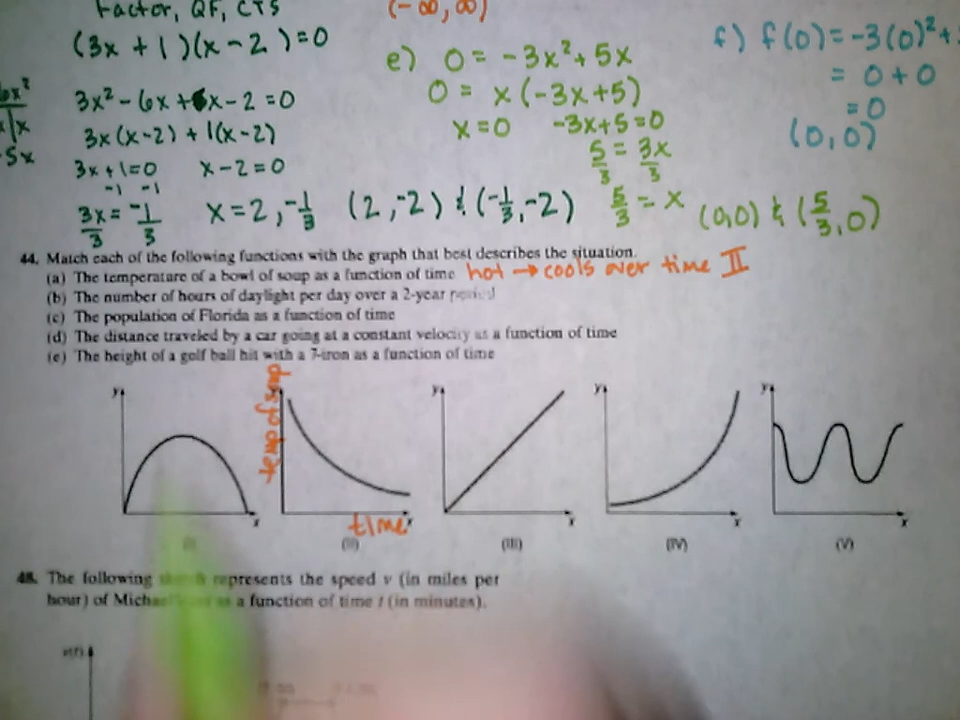 Factor, QF, CTS
(-∞, ∞)
(3x + 1)(x - 2) = 0
3x² - 6x + x - 2 = 0
3x(x-2) + 1(x-2)
3x + 1 = 0 x - 2 = 0
-1 -1
3x = -1
3 3
x = 2, -1/3 (2, -2) & (-1/3, -2)
x
-5x
e) 0 = -3x² + 5x
0 = x(-3x+5)
x = 0 -3x+5 = 0
5 = 3x
3 3
5/3 = x (0,0) & (5/3, 0)
f) f(0) = -3(0)² +
= 0 + 0
= 0
(0, 0)
44. Match each of the following functions with the graph that best describes the situation.
(a) The temperature of a bowl of soup as a function of time hot → cools over time II
(b) The number of hours of daylight per day over a 2-year period
(c) The population of Florida as a function of time
(d) The distance traveled by a car going at a constant velocity as a function of time
(e) The height of a golf ball hit with a 7-iron as a function of time
y
x
(I)
temp of soup
time
x
(II)
y
x
(III)
y
x
(IV)
y
x
(V)
48. The following represents the speed v (in miles per
hour) of as a function of time t (in minutes).
v(t)